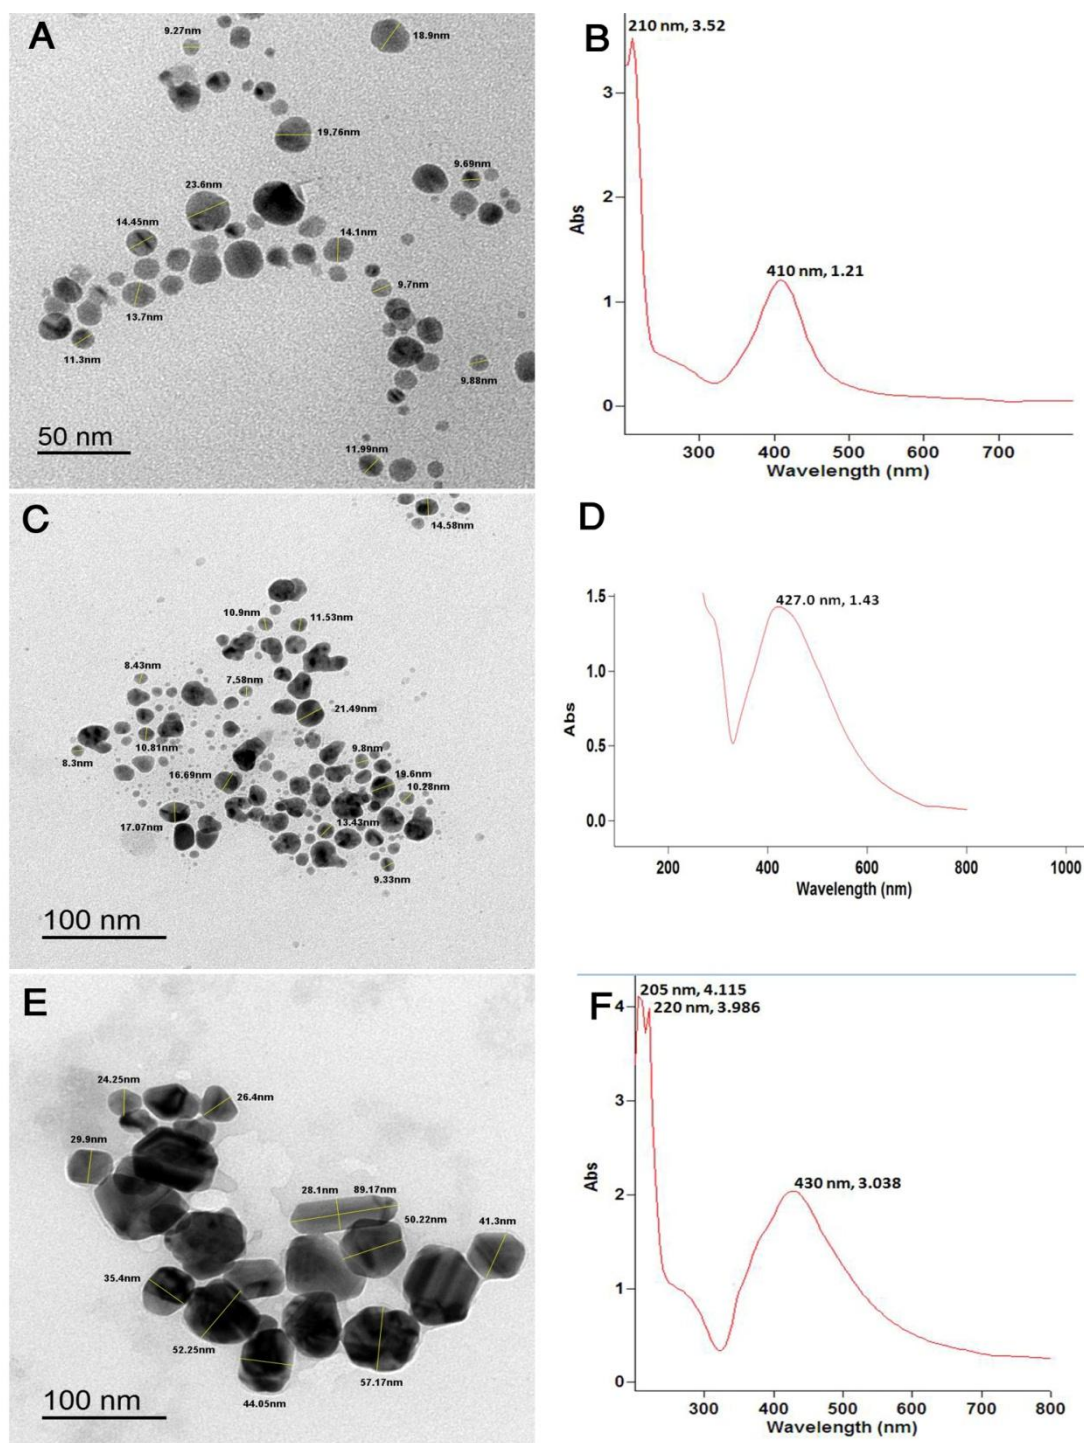 A
9.27nm
18.9nm
19.76nm
9.69nm
23.6nm
14.45nm
14.1nm
9.7nm
13.7nm
11.3nm
9.88nm
50 nm
11.99nm
B
210 nm, 3.52
3
2
Abs
410 nm, 1.21
1
0
300 400 500 600 700
Wavelength (nm)
C
14.58nm
10.9nm
11.53nm
8.43nm
7.58nm
21.49nm
10.81nm
8.3nm
9.8nm
16.69nm
19.6nm
10.28nm
17.07nm
13.43nm
9.33nm
100 nm
D
1.5
427.0 nm, 1.43
1.0
Abs
0.5
0.0
200 400 600 800 1000
Wavelength (nm)
E
24.25nm
26.4nm
29.9nm
28.1nm 89.17nm
50.22nm
41.3nm
35.4nm
52.25nm
57.17nm
44.05nm
100 nm
F
205 nm, 4.115
4
220 nm, 3.986
3
430 nm, 3.038
Abs
2
1
0
300 400 500 600 700 800
Wavelength (nm)